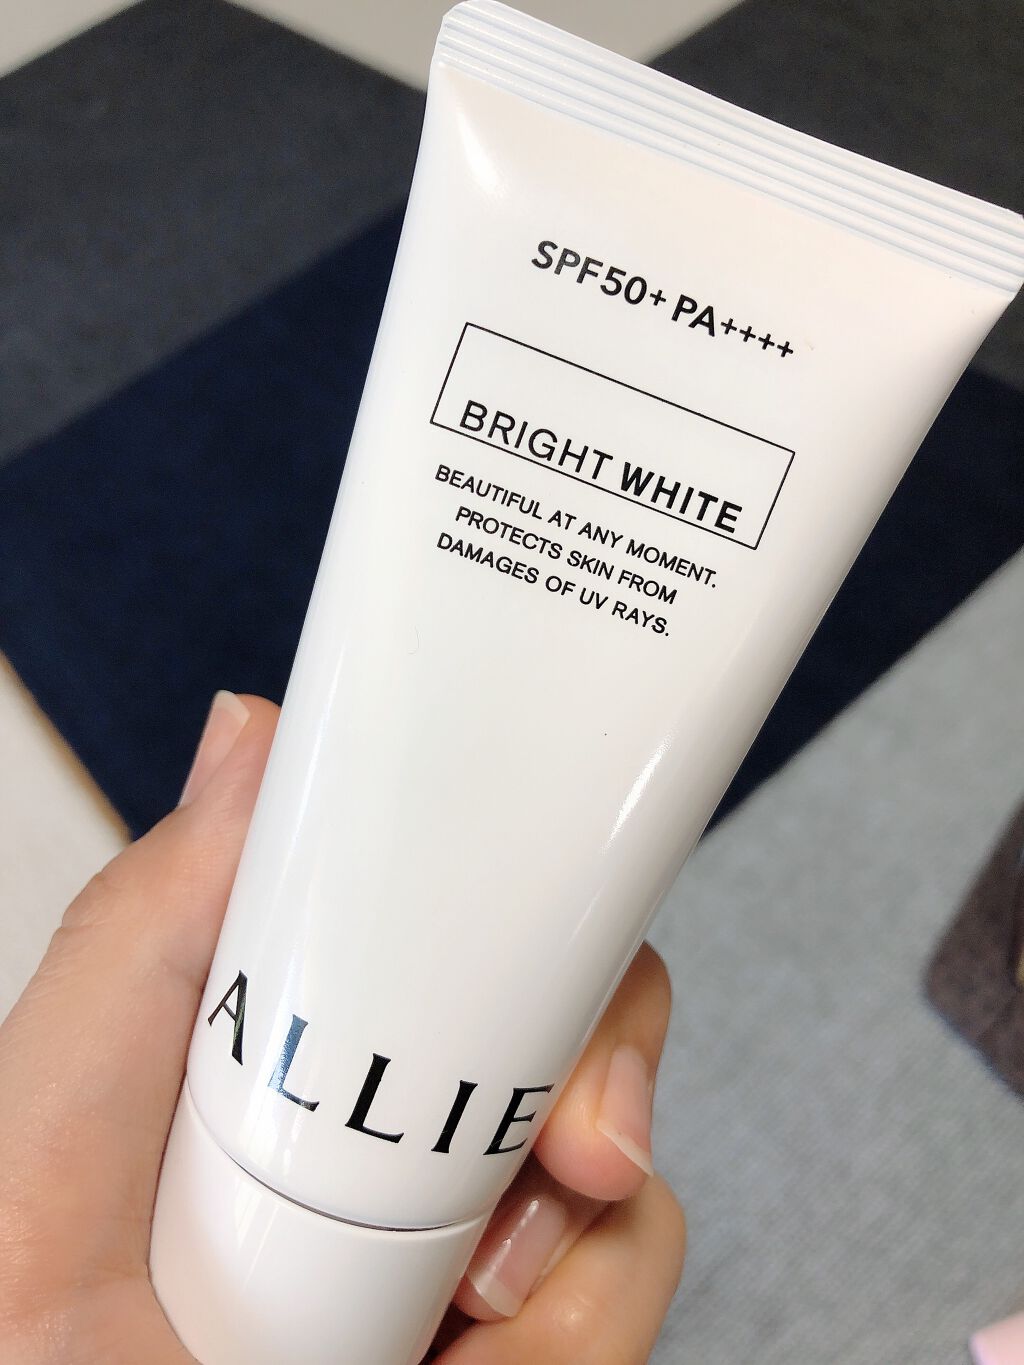 SPF50+ PA++++
BRIGHT WHITE
BEAUTIFUL AT ANY MOMENT.
PROTECTS SKIN FROM
DAMAGES OF UV RAYS.
ALLIE